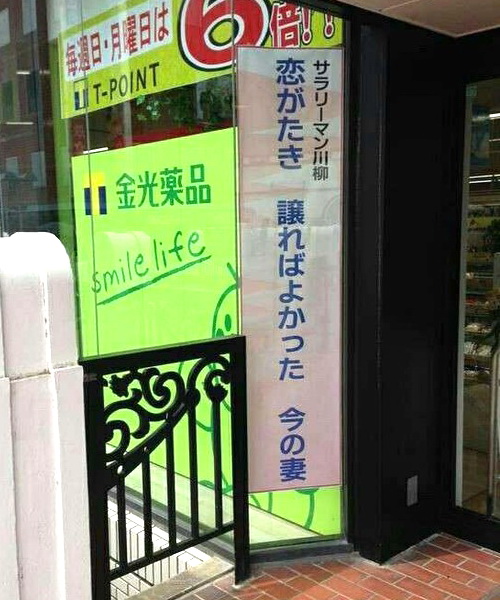 毎週日・月曜日は
6倍!!
T-POINT
金光薬品
smile life
サラリーマン川柳
恋がたき 譲ればよかった 今の妻